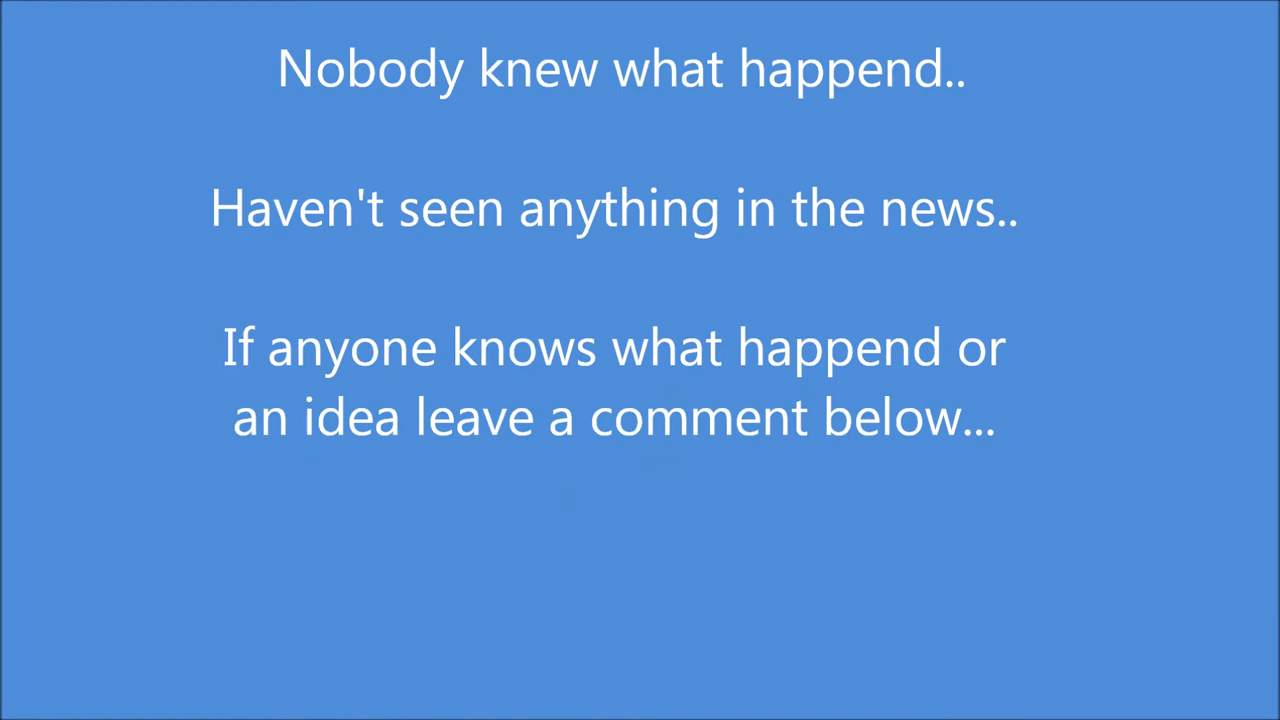 Nobody knew what happend..
Haven't seen anything in the news..
If anyone knows what happend or
an idea leave a comment below...